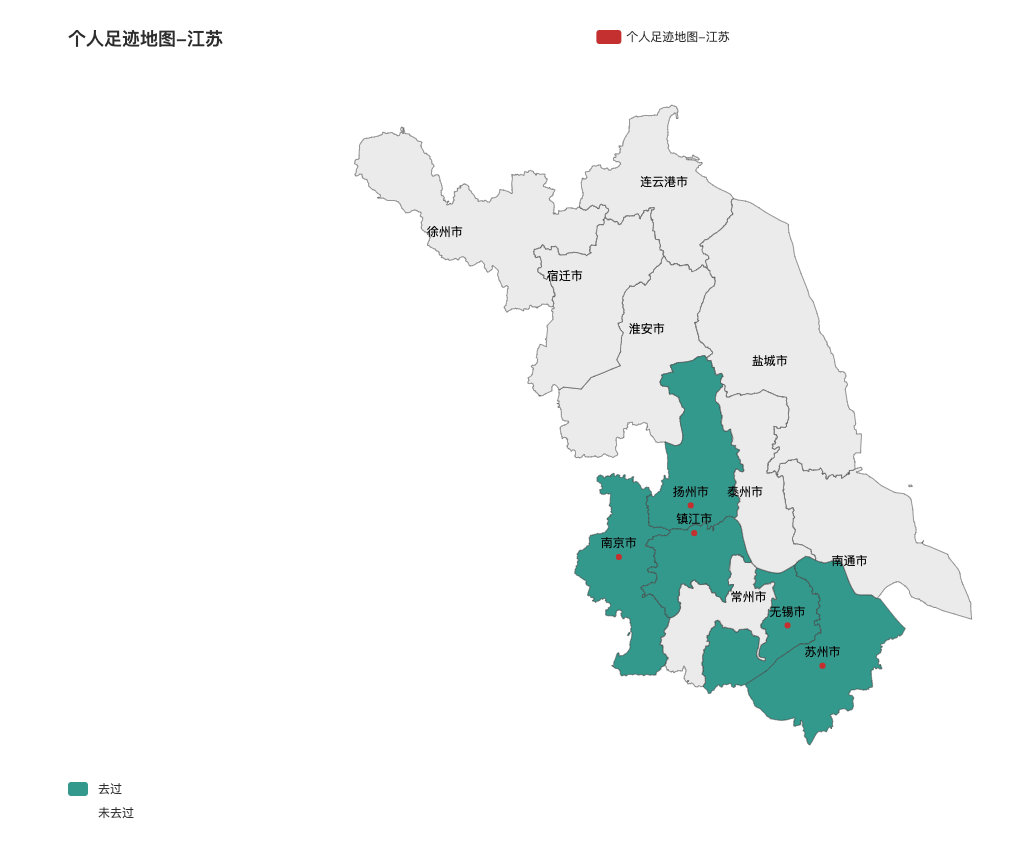 个人足迹地图–江苏
个人足迹地图–江苏
连云港市
徐州市
宿迁市
淮安市
盐城市
扬州市
泰州市
镇江市
南京市
南通市
常州市
无锡市
苏州市
去过
未去过